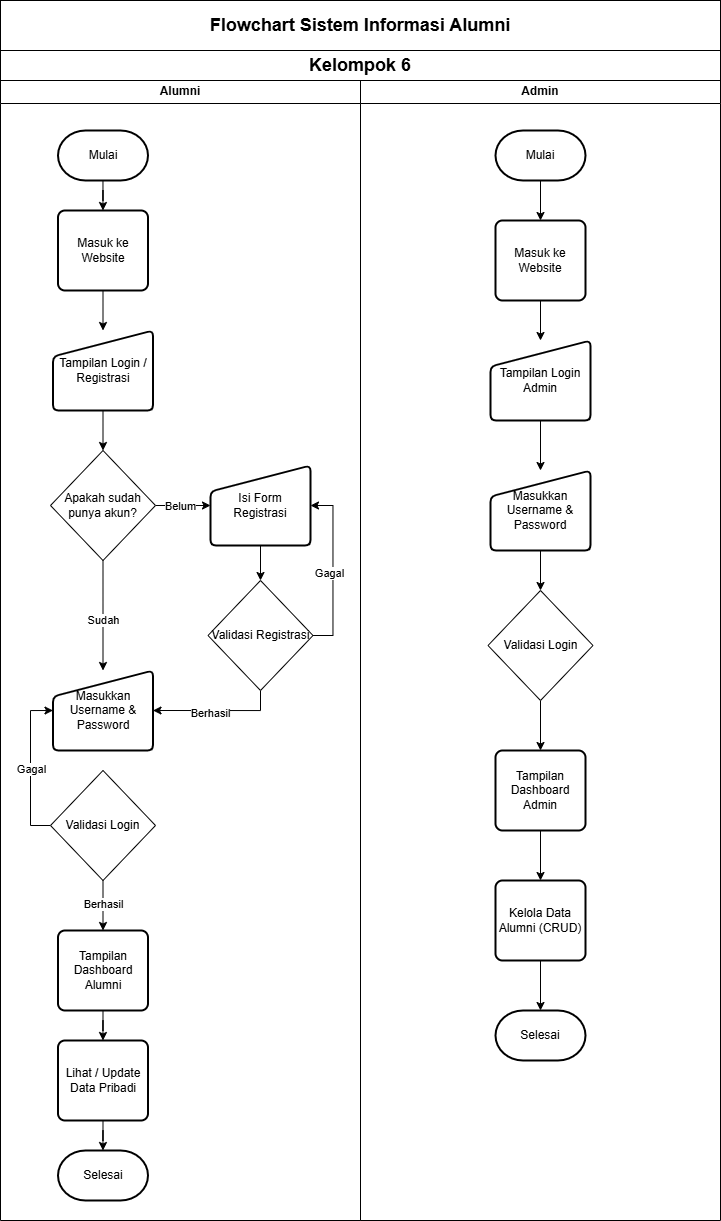 Flowchart Sistem Informasi Alumni
Kelompok 6
Alumni
Mulai
Masuk ke
Website
Tampilan Login /
Registrasi
Apakah sudah
punya akun?
Belum
Isi Form
Registrasi
Gagal
Validasi Registrasi
Sudah
Berhasil
Masukkan
Username &
Password
Gagal
Validasi Login
Berhasil
Tampilan
Dashboard
Alumni
Lihat / Update
Data Pribadi
Selesai
Admin
Mulai
Masuk ke
Website
Tampilan Login
Admin
Masukkan
Username &
Password
Validasi Login
Tampilan
Dashboard
Admin
Kelola Data
Alumni (CRUD)
Selesai